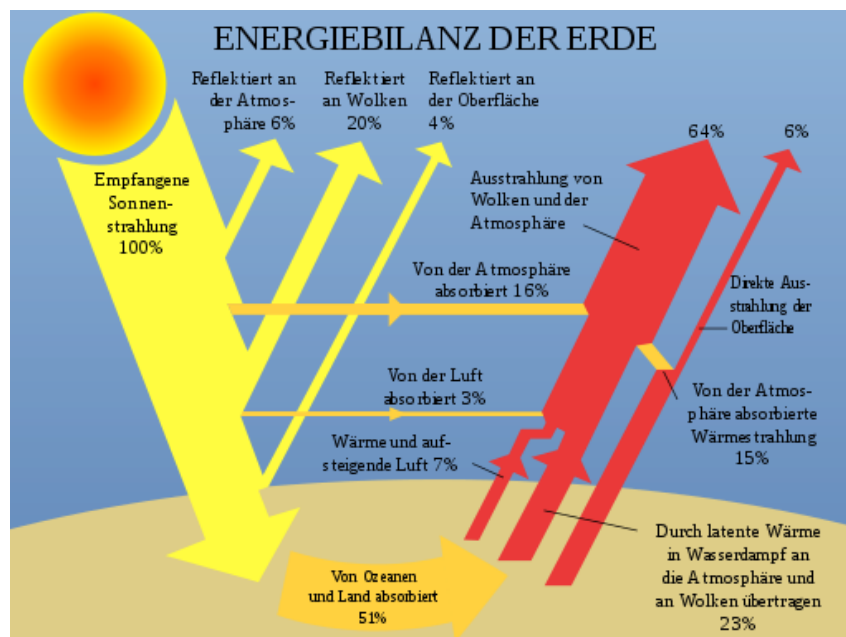 ENERGIEBILANZ DER ERDE
Reflektiert an
der Atmos-
phäre 6%
Reflektiert
an Wolken
20%
Reflektiert an
der Oberfläche
4%
64%
6%
Empfangene
Sonnen-
strahlung
100%
Ausstrahlung von
Wolken und der
Atmosphäre
Von der Atmosphäre
absorbiert 16%
Direkte Aus-
strahlung der
Oberfläche
Von der Luft
absorbiert 3%
Von der Atmos-
phäre absorbierte
Wärmestrahlung
15%
Wärme und auf-
steigende Luft 7%
Durch latente Wärme
in Wasserdampf an
die Atmosphäre und
an Wolken übertragen
23%
Von Ozeanen
und Land absorbiert
51%